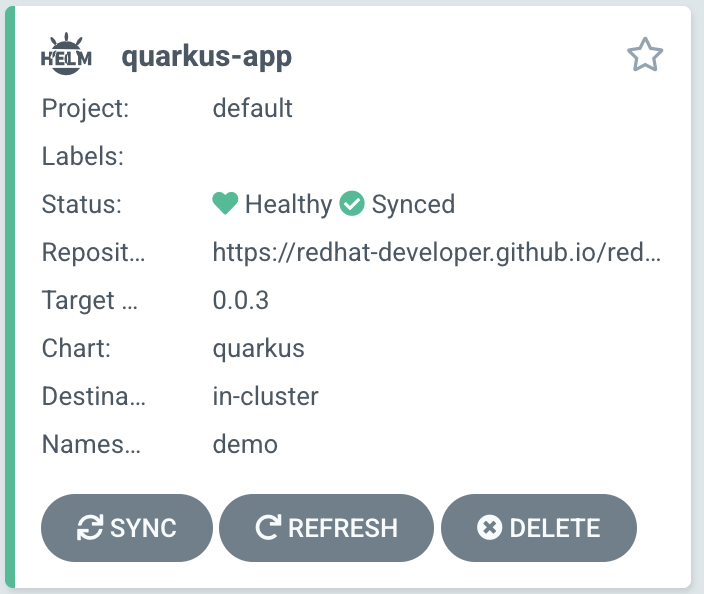 HELM quarkus-app
Project: default
Labels:
Status: Healthy Synced
Reposit... https://redhat-developer.github.io/red...
Target ... 0.0.3
Chart: quarkus
Destina... in-cluster
Names... demo
SYNC REFRESH DELETE